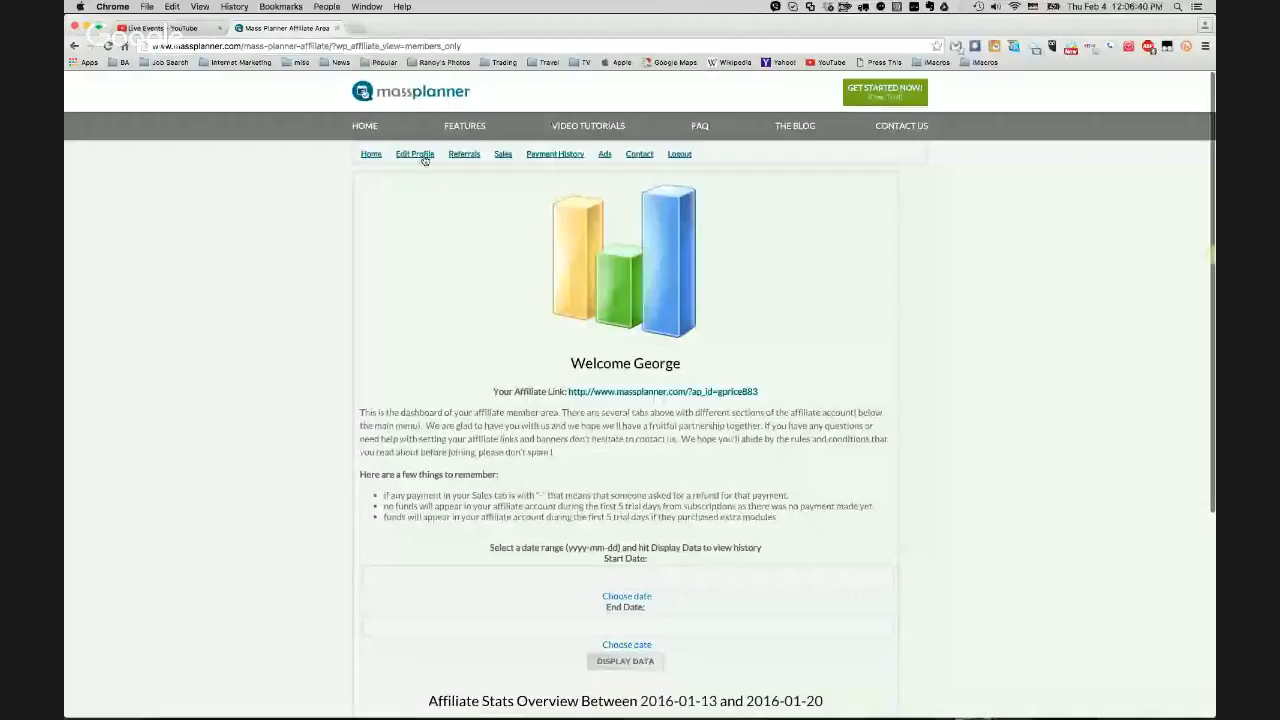 Chrome File Edit View History Bookmarks People Window Help Thu Feb 4 12:06:40 PM
Live Events - YouTube Mass Planner Affiliate Area
Google
www.massplanner.com/mass-planner-affiliate/?wp_affiliate_view=members_only
Apps BA Job Search Internet Marketing misc News Popular Randy's Photos Trading Travel TV Apple Google Maps Wikipedia Yahoo! YouTube Press This iMacros iMacros
massplanner
GET STARTED NOW!
HOME FEATURES VIDEO TUTORIALS FAQ THE BLOG CONTACT US
Home Edit Profile Referrals Sales Payment History Ads Contact Logout
Welcome George
Your Affiliate Link: http://www.massplanner.com/?ap_id=gprice883
This is the dashboard of your affiliate member area. There are several tabs above with different sections of the affiliate account( below
the main menu). We are glad to have you with us and we hope we'll have a fruitful partnership together. If you have any questions or
need help with setting your affiliate links and banners don't hesitate to contact us. We hope you'll abide by the rules and conditions that
you read about before joining, please don't spam !
Here are a few things to remember:
• if any payment in your Sales tab is with "-" that means that someone asked for a refund for that payment.
• no funds will appear in your affiliate account during the first 5 trial days from subscriptions as there was no payment made yet.
• funds will appear in your affiliate account during the first 5 trial days if they purchased extra modules
Select a date range (yyyy-mm-dd) and hit Display Data to view history
Start Date:
Choose date
End Date:
Choose date
DISPLAY DATA
Affiliate Stats Overview Between 2016-01-13 and 2016-01-20